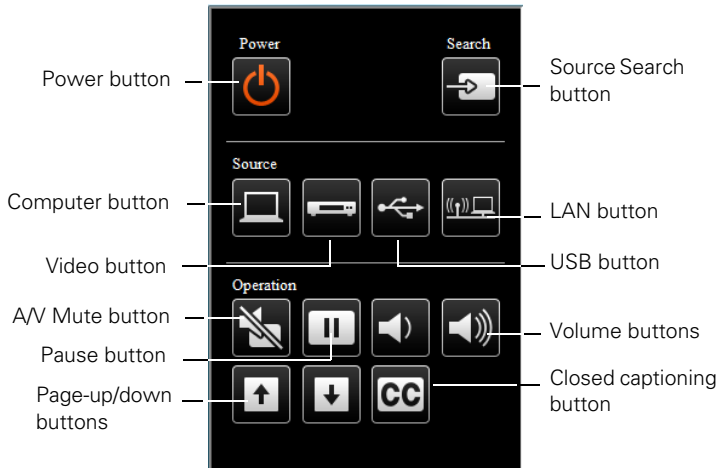 Power
Search
Power button
Source Search
button
Source
Computer button
LAN button
Video button
USB button
Operation
A/V Mute button
Volume buttons
Pause button
Page-up/down
buttons
CC
Closed captioning
button